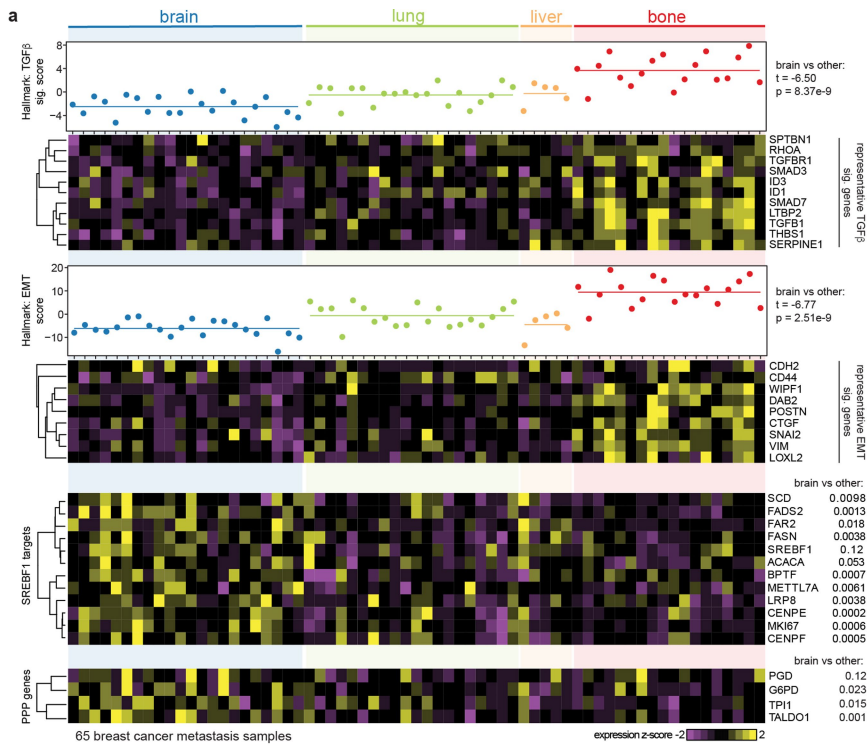 a
brain lung liver bone
Hallmark: TGFβ
sig. score
8
4
0
-4
brain vs other:
t = -6.50
p = 8.37e-9
SPTBN1
RHOA
TGFBR1
SMAD3
ID3
ID1
SMAD7
LTBP2
TGFB1
THBS1
SERPINE1
representative TGFβ
sig. genes
Hallmark: EMT
score
20
10
0
-10
brain vs other:
t = -6.77
p = 2.51e-9
CDH2
CD44
WIPF1
DAB2
POSTN
CTGF
SNAI2
VIM
LOXL2
representative EMT
sig. genes
brain vs other:
SREBF1 targets
SCD 0.0098
FADS2 0.0013
FAR2 0.018
FASN 0.0038
SREBF1 0.12
ACACA 0.053
BPTF 0.0007
METTL7A 0.0061
LRP8 0.0038
CENPE 0.0002
MKI67 0.0006
CENPF 0.0005
brain vs other:
PPP genes
PGD 0.12
G6PD 0.023
TPI1 0.015
TALDO1 0.001
65 breast cancer metastasis samples
expression z-score -2 2